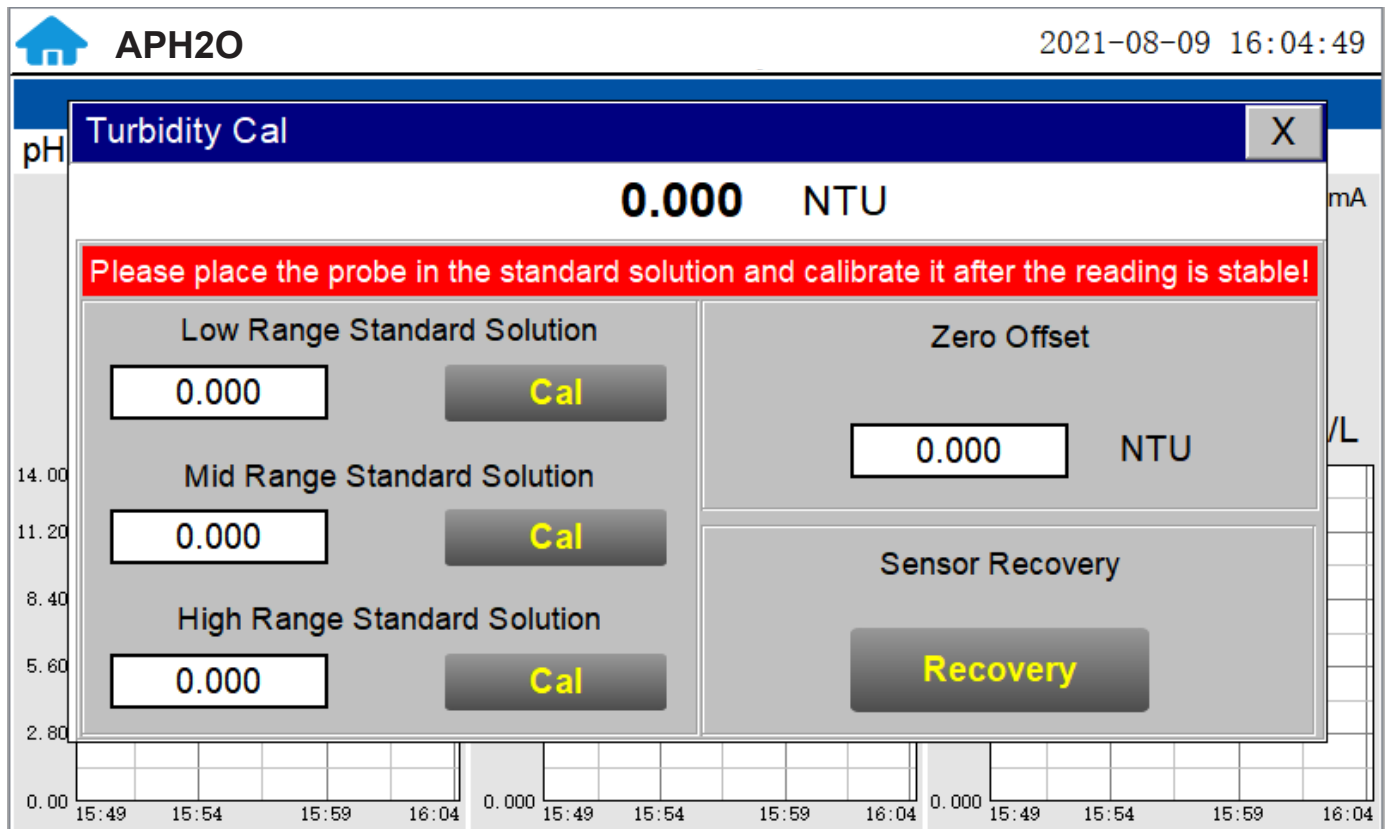 APH2O 2021-08-09 16:04:49
Turbidity Cal X
pH
0.000 NTU
mA
Please place the probe in the standard solution and calibrate it after the reading is stable!
Low Range Standard Solution
0.000 Cal
Mid Range Standard Solution
0.000 Cal
High Range Standard Solution
0.000 Cal
Zero Offset
0.000 NTU
Sensor Recovery
Recovery
/L
14.00
11.20
8.40
5.60
2.80
0.00
15:49 15:54 15:59 16:04
0.000
15:49 15:54 15:59 16:04
0.000
15:49 15:54 15:59 16:04